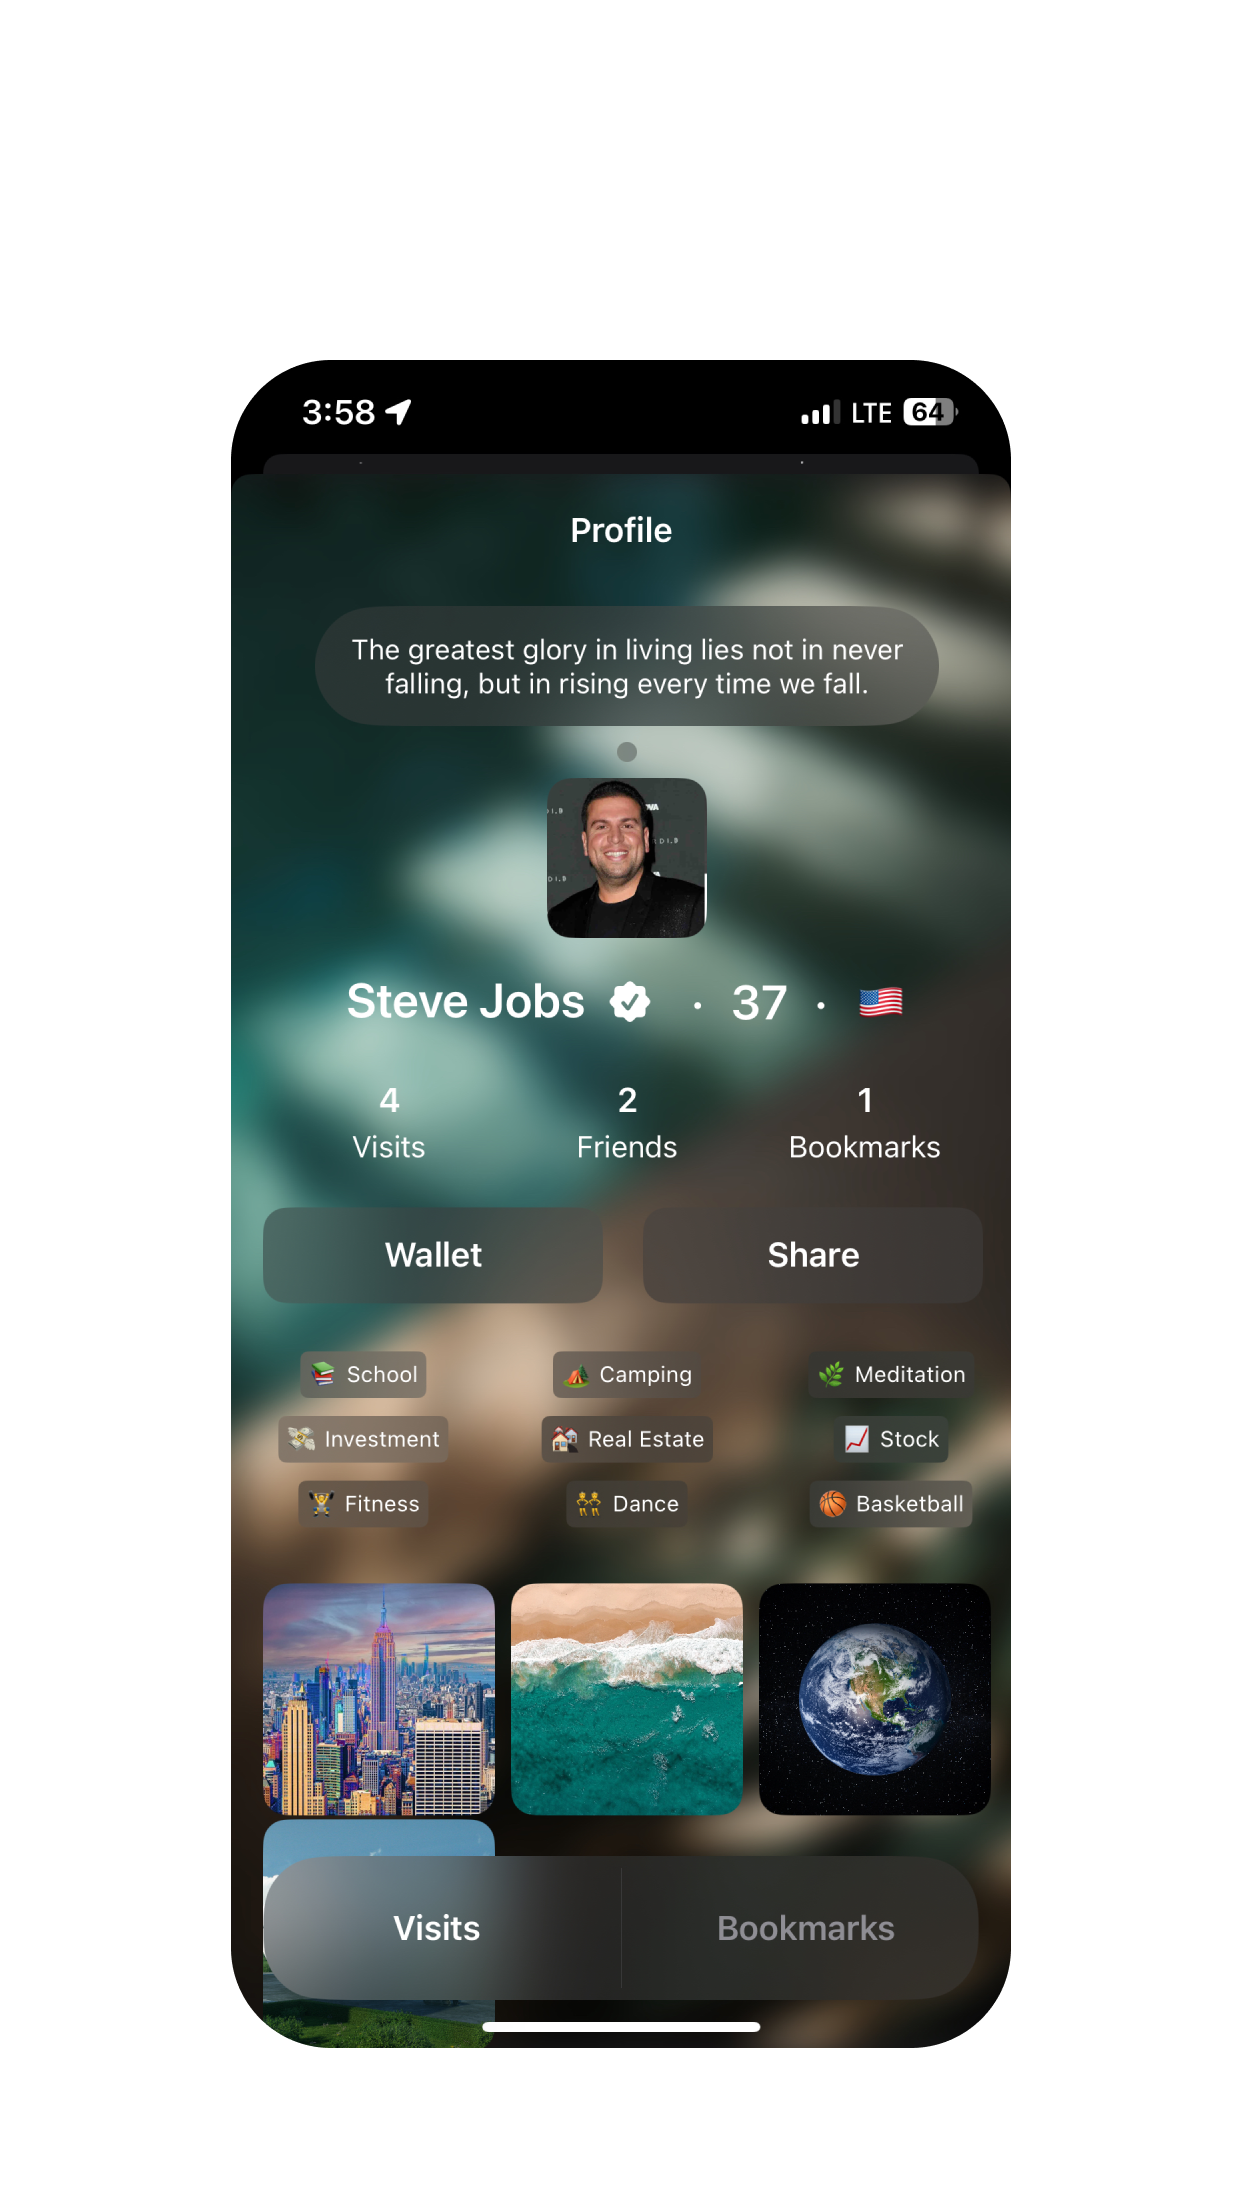 3:58
LTE
64
Profile
The greatest glory in living lies not in never
falling, but in rising every time we fall.
Steve Jobs · 37 ·
4
Visits
2
Friends
1
Bookmarks
Wallet
Share
School
Camping
Meditation
Investment
Real Estate
Stock
Fitness
Dance
Basketball
Visits
Bookmarks